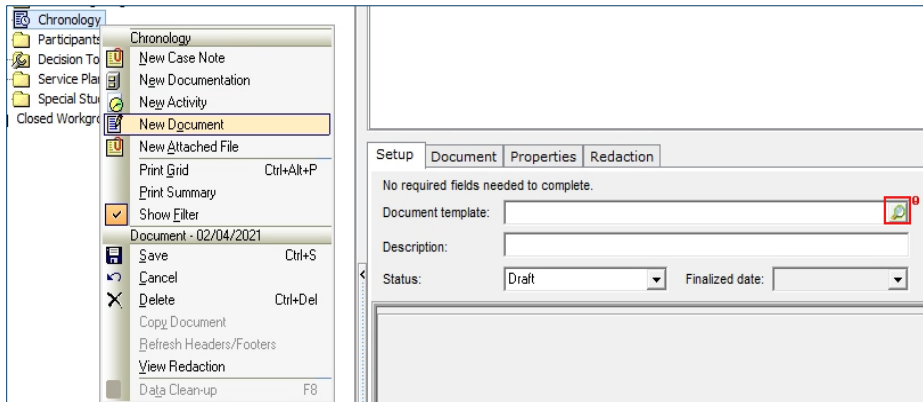 Chronology
Participants
Decision To
Service Plan
Special Stu
Closed Workgro
Chronology
New Case Note
New Documentation
New Activity
New Document
New Attached File
Print Grid Ctrl+Alt+P
Print Summary
Show Filter
Document - 02/04/2021
Save Ctrl+S
Cancel
Delete Ctrl+Del
Copy Document
Refresh Headers/Footers
View Redaction
Data Clean-up F8
Setup Document Properties Redaction
No required fields needed to complete.
Document template:
Description:
Status: Draft Finalized date: